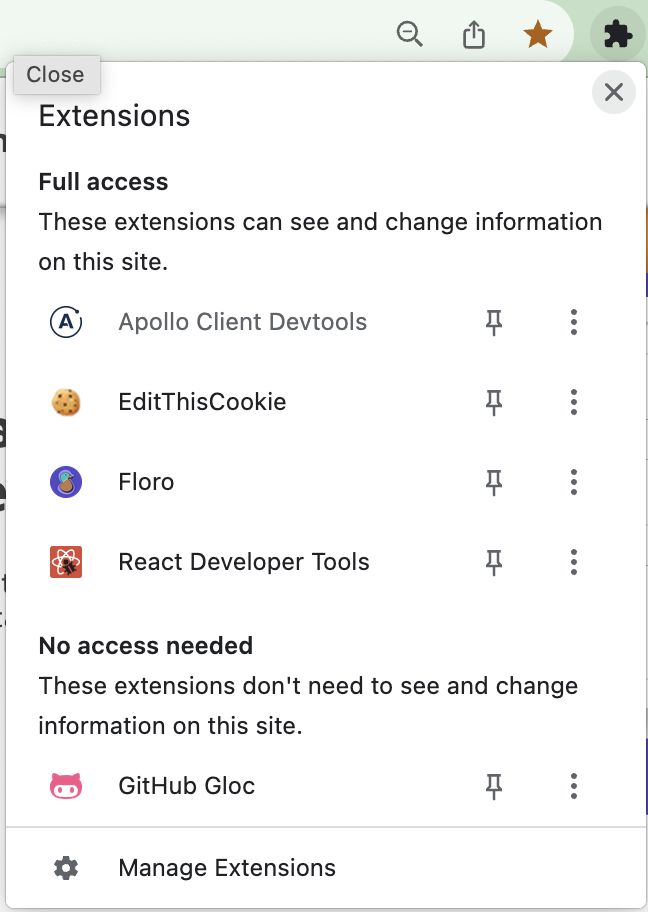 Close
Extensions
Full access
These extensions can see and change information
on this site.
Apollo Client Devtools
EditThisCookie
Floro
React Developer Tools
No access needed
These extensions don't need to see and change
information on this site.
GitHub Gloc
Manage Extensions